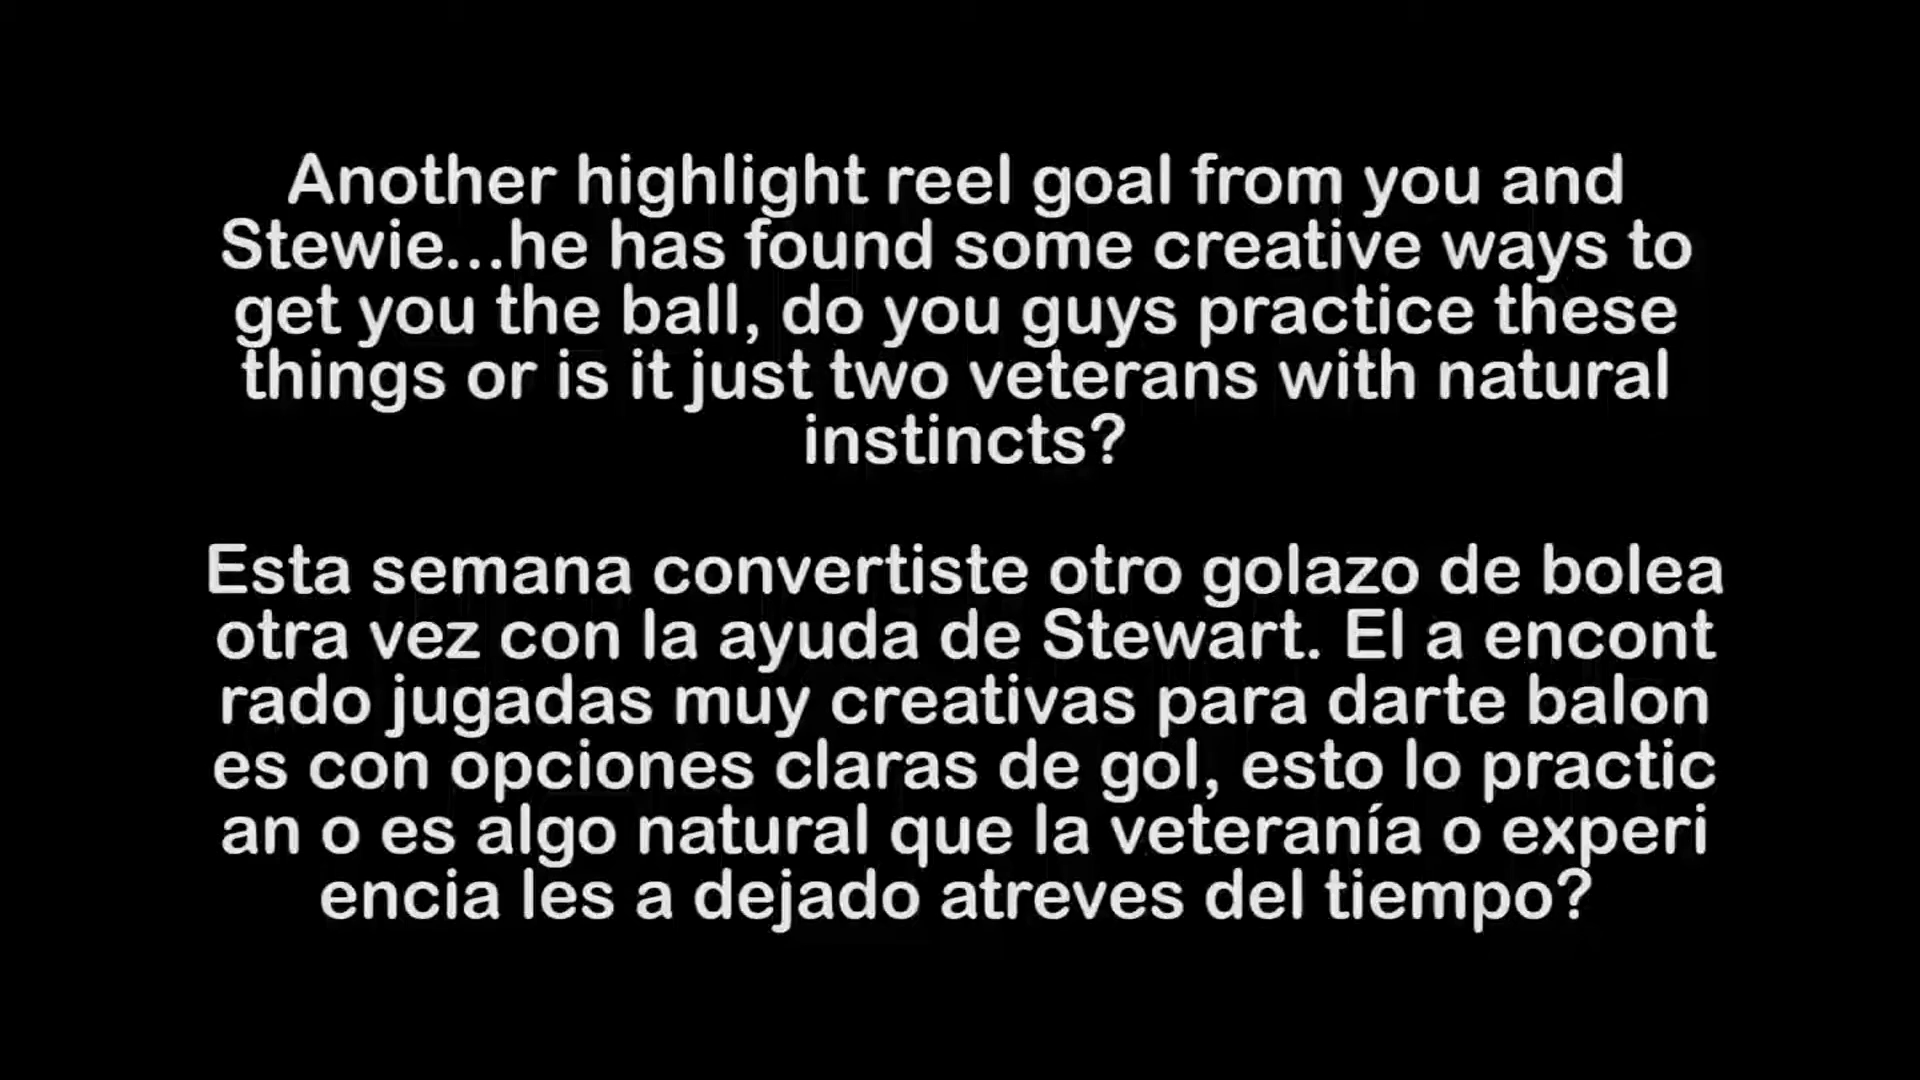 Another highlight reel goal from you and
Stewie...he has found some creative ways to
get you the ball, do you guys practice these
things or is it just two veterans with natural
instincts?
Esta semana convertiste otro golazo de bolea
otra vez con la ayuda de Stewart. El a encont
rado jugadas muy creativas para darte balon
es con opciones claras de gol, esto lo practic
an o es algo natural que la veteranía o experi
encia les a dejado atreves del tiempo?